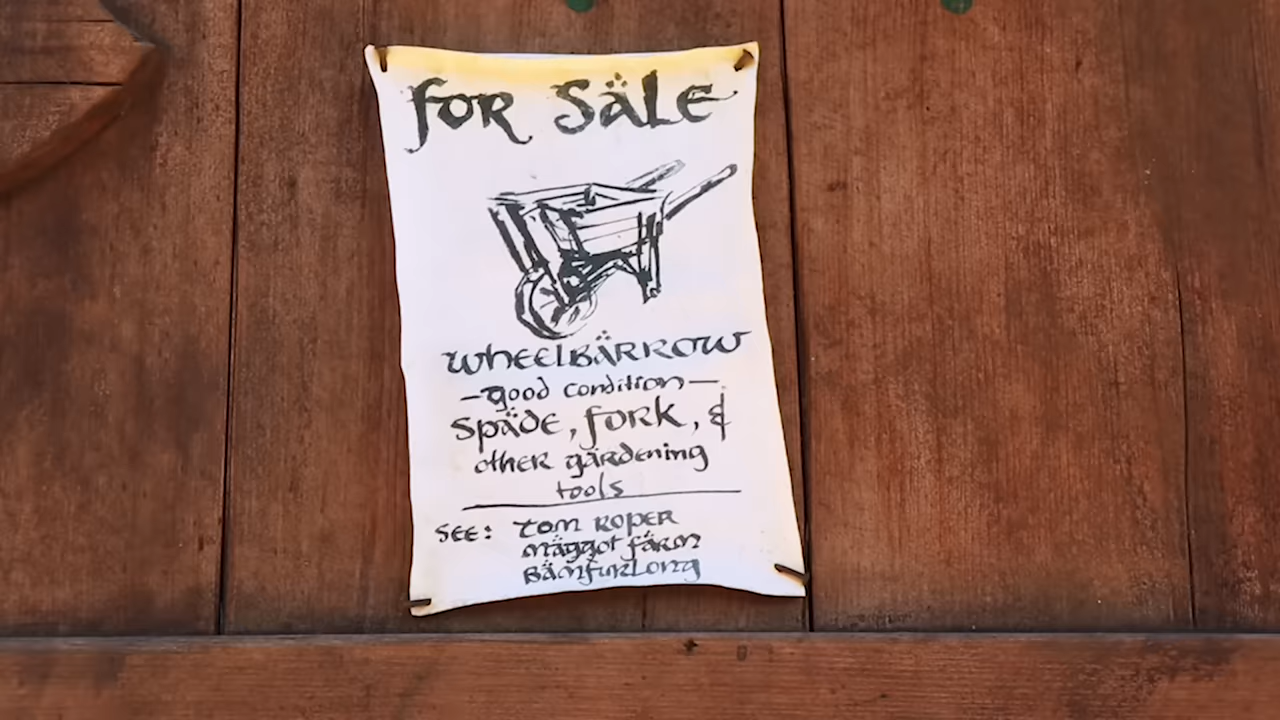 FOR SÄLE
WHEELBÄRROW
—good condition—
Späde, fork, &
other gärdening
tools
SEE: TOM ROPER
mäggot färm
BämfurLong